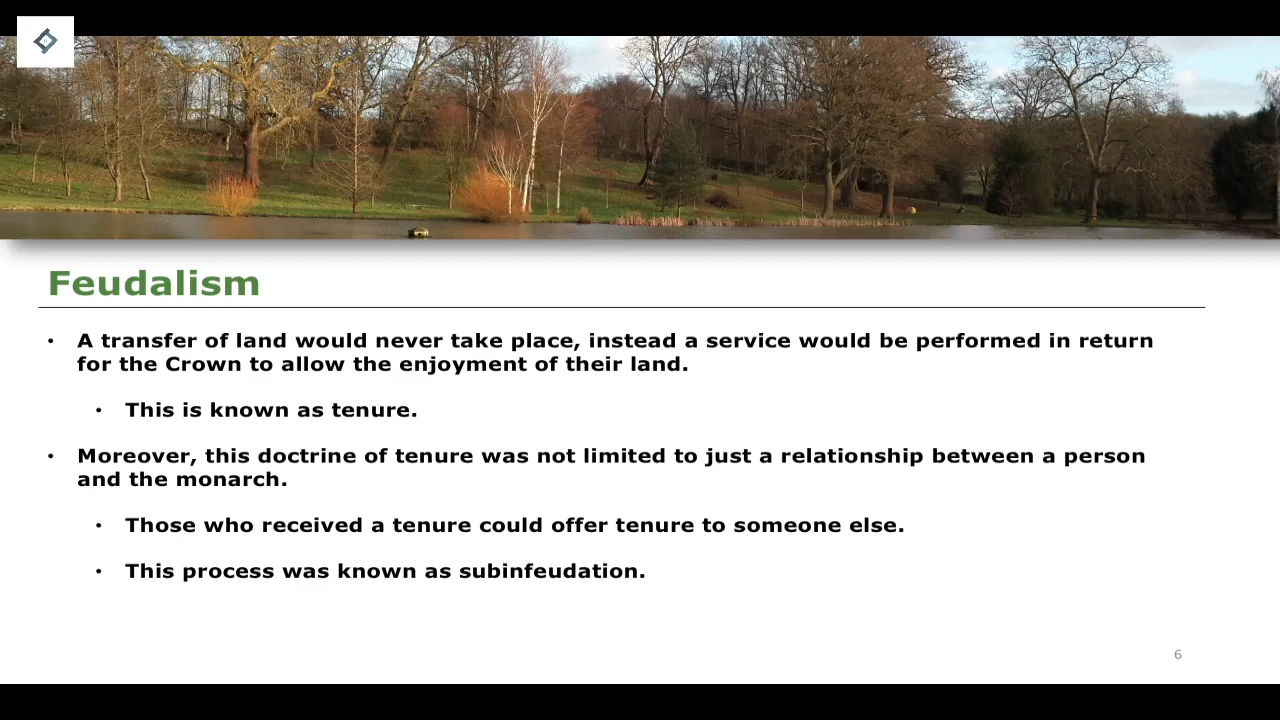 Feudalism
• A transfer of land would never take place, instead a service would be performed in return
for the Crown to allow the enjoyment of their land.
• This is known as tenure.
• Moreover, this doctrine of tenure was not limited to just a relationship between a person
and the monarch.
• Those who received a tenure could offer tenure to someone else.
• This process was known as subinfeudation.
6